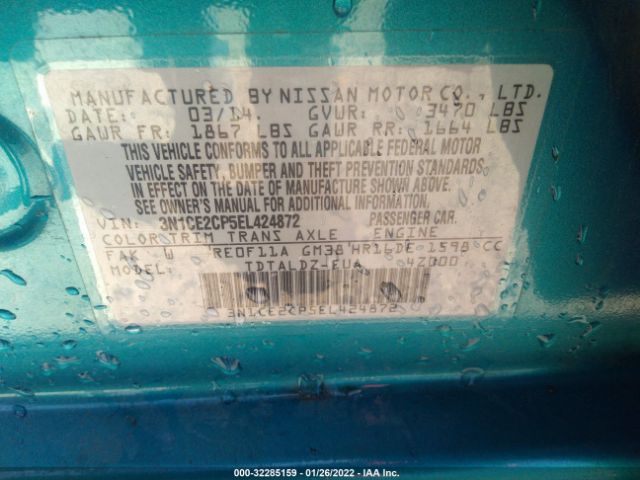 MANUFACTURED BY NISSAN MOTOR CO., LTD.
DATE: 03/14. GVWR: 3470 LBS
GAWR FR: 1867 LBS GAWR RR: 1664 LBS
THIS VEHICLE CONFORMS TO ALL APPLICABLE FEDERAL MOTOR
VEHICLE SAFETY, BUMPER AND THEFT PREVENTION STANDARDS
IN EFFECT ON THE DATE OF MANUFACTURE SHOWN ABOVE.
SEE OWNER'S MANUAL FOR ADDITIONAL INFORMATION.
VIN: 3N1CE2CP5EL424872 PASSENGER CAR.
COLOR TRIM TRANS AXLE ENGINE
FAK W RE0F11A GM38 HR16DE 1598 CC
MODEL: TDTALDZ-EUA 4Z000
3N1CE2CP5EL424872
000-32285159 - 01/26/2022 - IAA Inc.